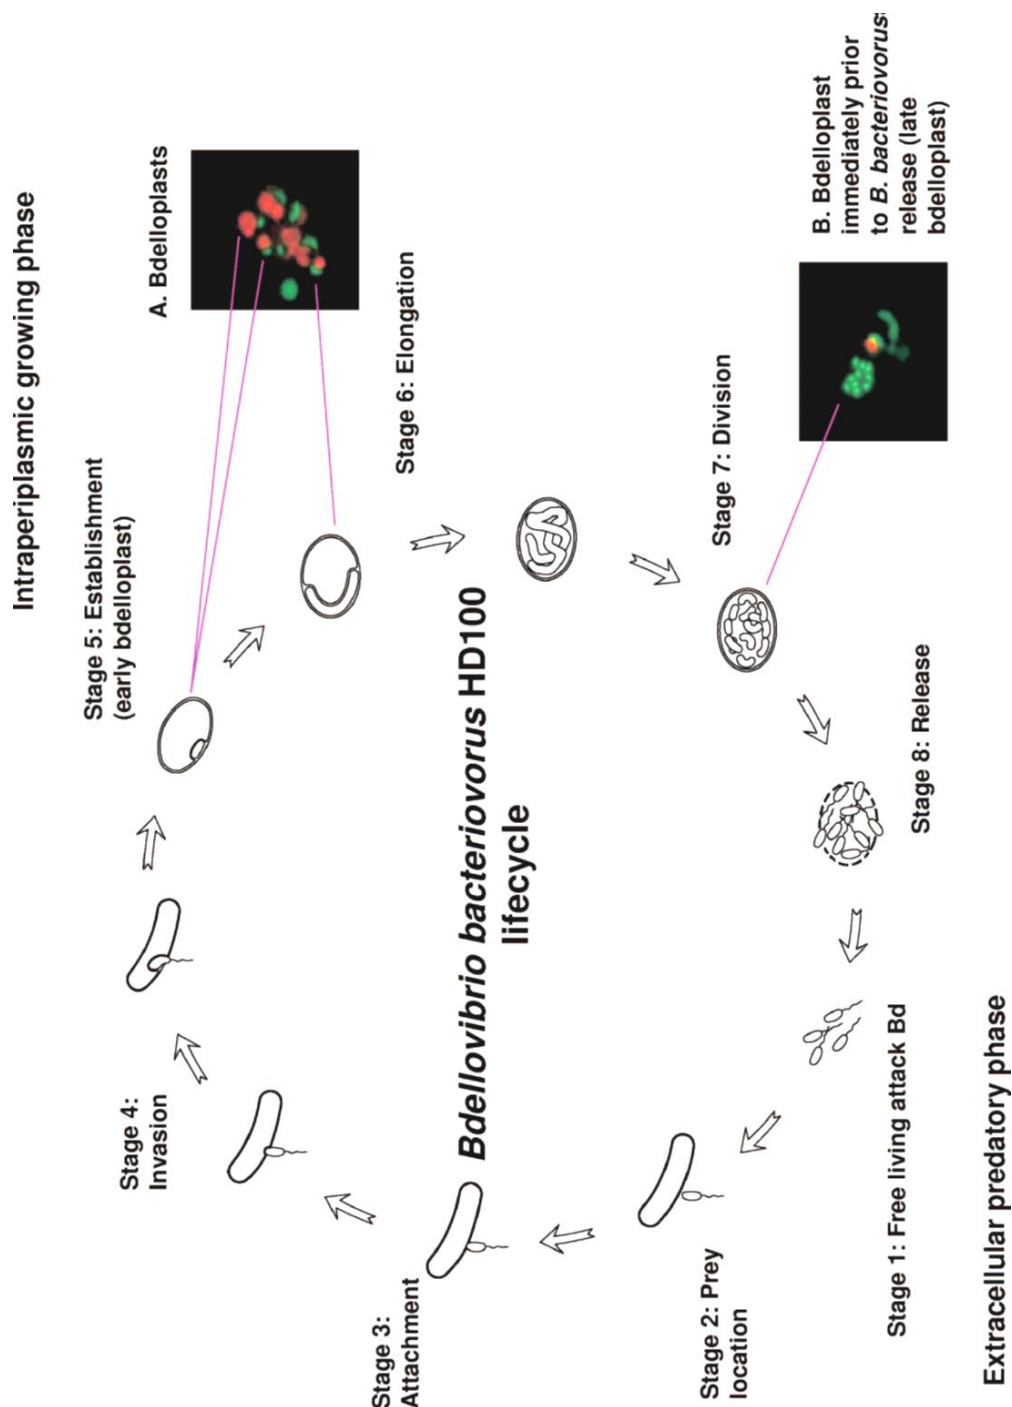 Intraperiplasmic growing phase
Stage 5: Establishment
(early bdelloplast)
A. Bdelloplasts
Stage 4:
Invasion
Stage 6: Elongation
Stage 3:
Attachment
Bdellovibrio bacteriovorus HD100
lifecycle
Stage 7: Division
B. Bdelloplast
immediately prior
to B. bacteriovorus
release (late
bdelloplast)
Stage 2: Prey
location
Stage 8: Release
Stage 1: Free living attack Bd
Extracellular predatory phase